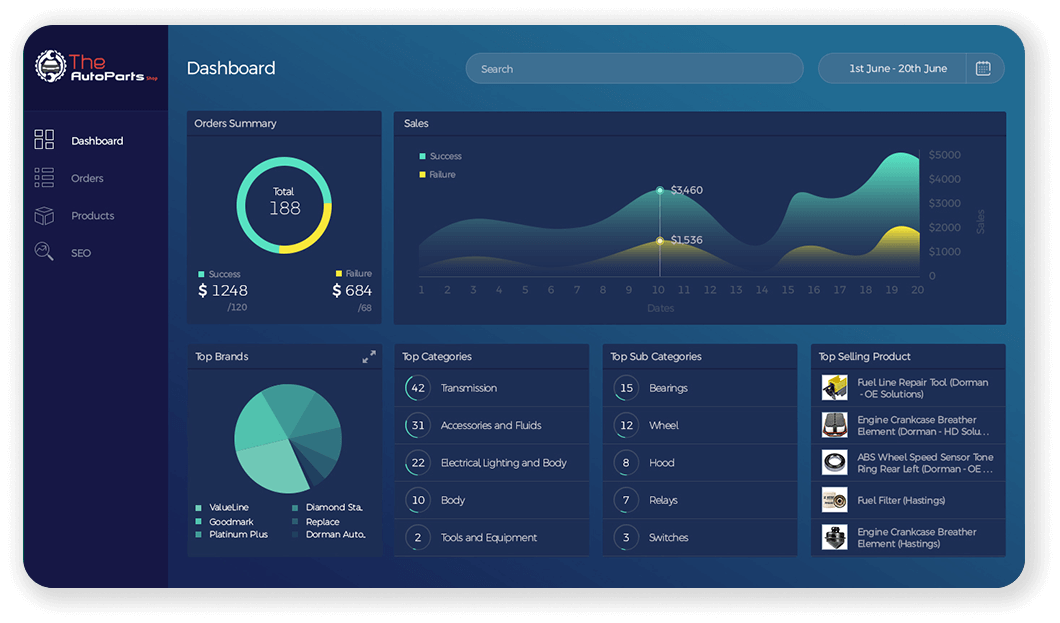 The
AutoParts Shop
Dashboard
Orders
Products
SEO
Dashboard
Search
1st June - 20th June
Orders Summary
Total
188
Success
$ 1248
/120
Failure
$ 684
/68
Sales
Success
Failure
$3460
$1,536
$5000
$4000
$3000
$2000
$1000
0
Sales
1 2 3 4 5 6 7 8 9 10 11 12 13 14 15 16 17 18 19 20
Dates
Top Brands
ValueLine
Goodmark
Platinum Plus
Diamond Sta..
Replace
Dorman Auto..
Top Categories
42 Transmission
31 Accessories and Fluids
22 Electrical, Lighting and Body
10 Body
2 Tools and Equipment
Top Sub Categories
15 Bearings
12 Wheel
8 Hood
7 Relays
3 Switches
Top Selling Product
Fuel Line Repair Tool (Dorman
- OE Solutions)
Engine Crankcase Breather
Element (Dorman - HD Solu...
ABS Wheel Speed Sensor Tone
Ring Rear Left (Dorman - OE ...
Fuel Filter (Hastings)
Engine Crankcase Breather
Element (Hastings)